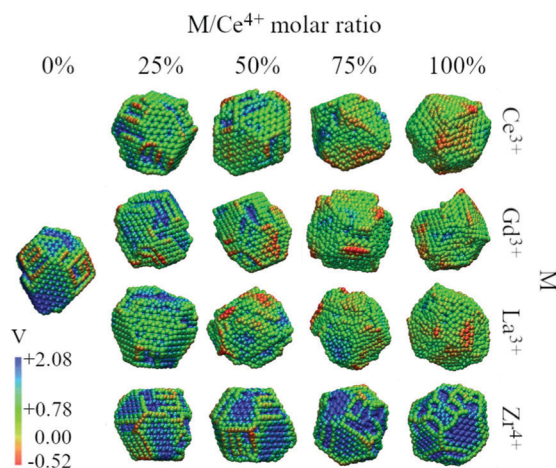 M/Ce⁴⁺ molar ratio
0% 25% 50% 75% 100%
Ce³⁺
Gd³⁺
La³⁺
Zr⁴⁺
M
V
+2.08
+0.78
0.00
-0.52